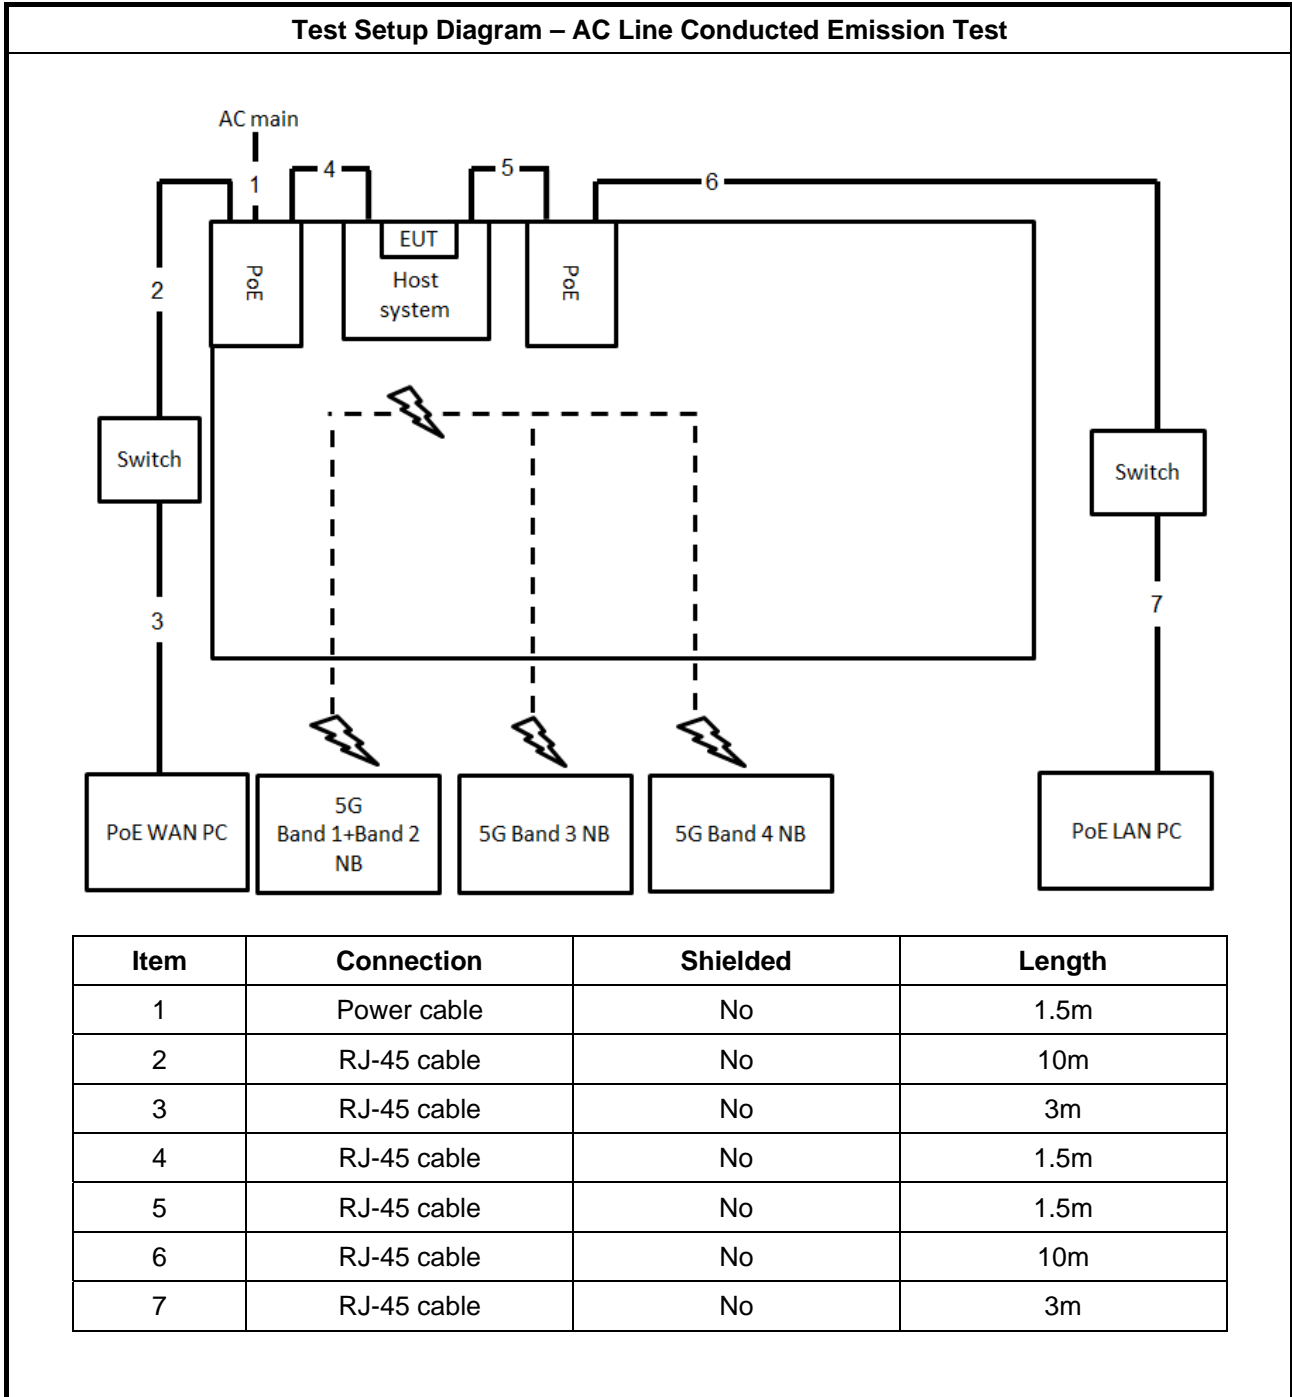 Test Setup Diagram – AC Line Conducted Emission Test
AC main
1
4
5
6
2
PoE
EUT
Host
system
PoE
Switch
Switch
3
7
PoE WAN PC
5G
Band 1+Band 2
NB
5G Band 3 NB
5G Band 4 NB
PoE LAN PC
Item Connection Shielded Length
1 Power cable No 1.5m
2 RJ-45 cable No 10m
3 RJ-45 cable No 3m
4 RJ-45 cable No 1.5m
5 RJ-45 cable No 1.5m
6 RJ-45 cable No 10m
7 RJ-45 cable No 3m